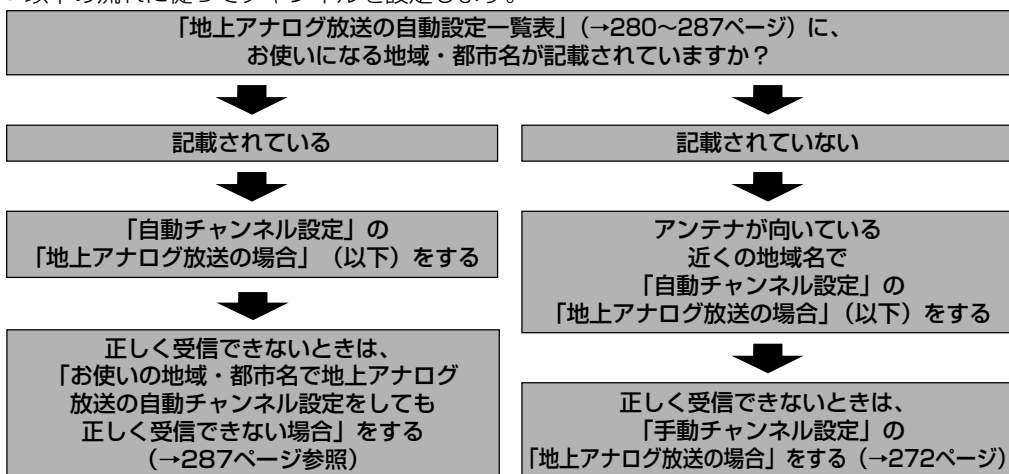 「地上アナログ放送の自動設定一覧表」（→280～287ページ）に、
お使いになる地域・都市名が記載されていますか？
記載されている
「自動チャンネル設定」の
「地上アナログ放送の場合」（以下）をする
正しく受信できないときは、
「お使いの地域・都市名で地上アナログ
放送の自動チャンネル設定をしても
正しく受信できない場合」をする
（→287ページ参照）
記載されていない
アンテナが向いている
近くの地域名で
「自動チャンネル設定」の
「地上アナログ放送の場合」（以下）をする
正しく受信できないときは、
「手動チャンネル設定」の
「地上アナログ放送の場合」をする（→272ページ）